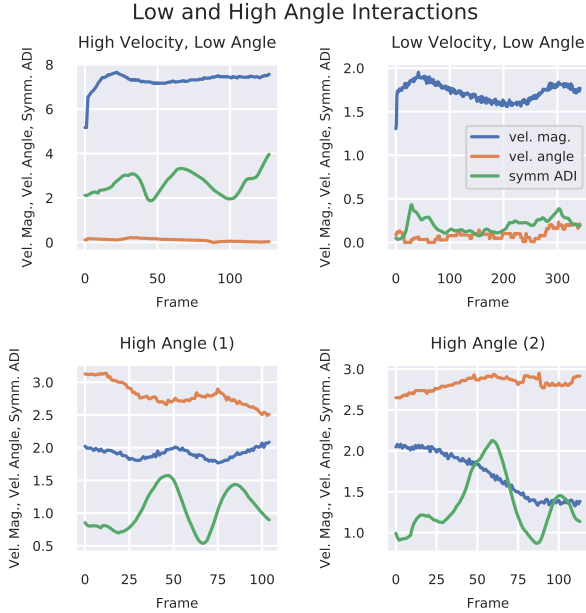 Low and High Angle Interactions
High Velocity, Low Angle
Low Velocity, Low Angle
Vel. Mag., Vel. Angle, Symm. ADI
8
6
4
2
0
0
50
100
Frame
Vel. Mag., Vel. Angle, Symm. ADI
2.0
1.5
1.0
0.5
0.0
vel. mag.
vel. angle
symm ADI
0
100
200
300
Frame
High Angle (1)
High Angle (2)
Vel. Mag., Vel. Angle, Symm. ADI
3.0
2.5
2.0
1.5
1.0
0.5
0
25
50
75
100
Frame
Vel. Mag., Vel. Angle, Symm. ADI
3.0
2.5
2.0
1.5
1.0
0
25
50
75
100
Frame